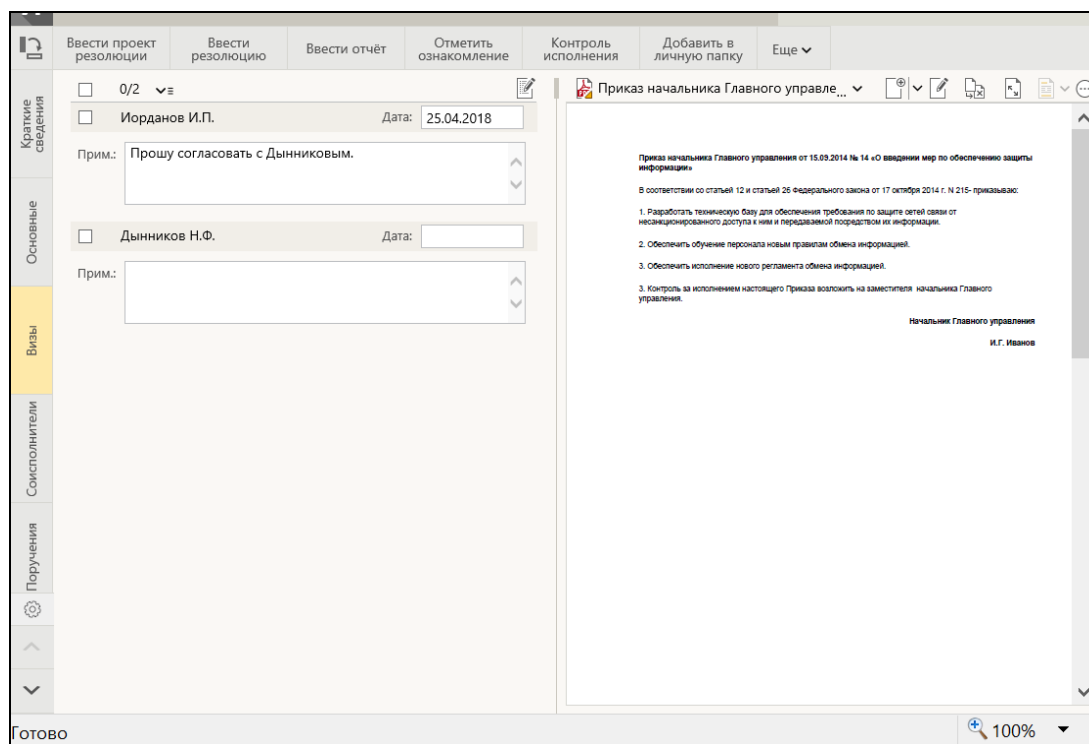 Ввести проект
резолюции
Ввести
резолюцию
Ввести отчёт
Отметить
ознакомление
Контроль
исполнения
Добавить в
личную папку
Еще
Краткие
сведения
Основные
Визы
Соисполнители
Поручения
0/2
Иорданов И.П. Дата: 25.04.2018
Прим.: Прошу согласовать с Дынниковым.
Дынников Н.Ф. Дата:
Прим.:
Приказ начальника Главного управле...
Приказ начальника Главного управления от 15.09.2014 № 14 «О введении мер по обеспечению защиты
информации»
В соответствии со статьей 12 и статьей 26 Федерального закона от 17 октября 2014 г. N 215- приказываю:
1. Разработать техническую базу для обеспечения требования по защите сетей связи от
несанкционированного доступа к ним и передаваемой посредством их информации.
2. Обеспечить обучение персонала новым правилам обмена информацией.
3. Обеспечить исполнение нового регламента обмена информацией.
3. Контроль за исполнением настоящего Приказа возложить на заместителя начальника Главного
управления.
Начальник Главного управления
И.Г. Иванов
Готово
100%